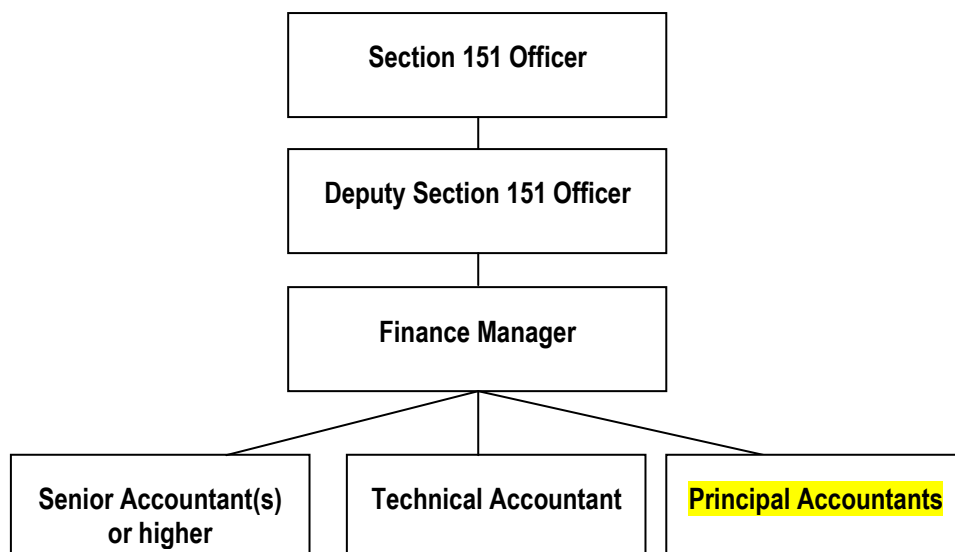 Section 151 Officer
Deputy Section 151 Officer
Finance Manager
Senior Accountant(s)
or higher
Technical Accountant
Principal Accountants